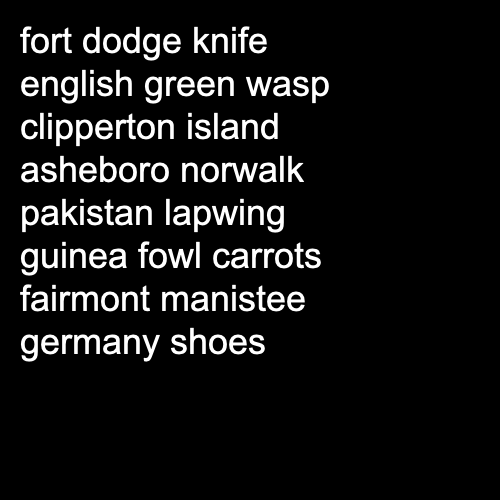 fort dodge knife
english green wasp
clipperton island
asheboro norwalk
pakistan lapwing
guinea fowl carrots
fairmont manistee
germany shoes